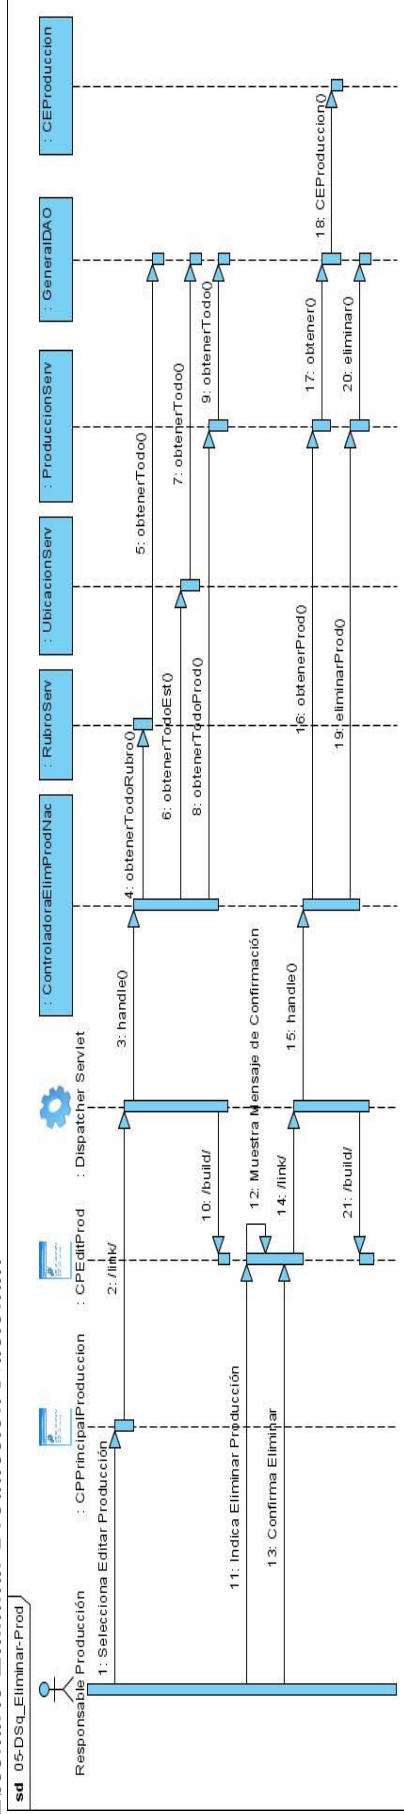 sd 05-DSq_Eliminar-Prod
Responsable Producción
: CPPrincipalProduccion
: CPEditProd
: Dispatcher Servlet
: ControladoraElimProdNac
: RubroServ
: UbicacionServ
: ProduccionServ
: GeneralDAO
: CEProduccion
1: Selecciona Editar Producción
2: /link/
3: handle()
4: obtenerTodoRubro()
5: obtenerTodo()
6: obtenerTodoEst()
7: obtenerTodo()
8: obtenerTodoProd()
9: obtenerTodo()
10: /build/
11: Indica Eliminar Producción
12: Muestra Mensaje de Confirmación
13: Confirma Eliminar
14: /link/
15: handle()
16: obtenerProd()
17: obtener()
18: CEProduccion()
19: eliminarProd()
20: eliminar()
21: /build/